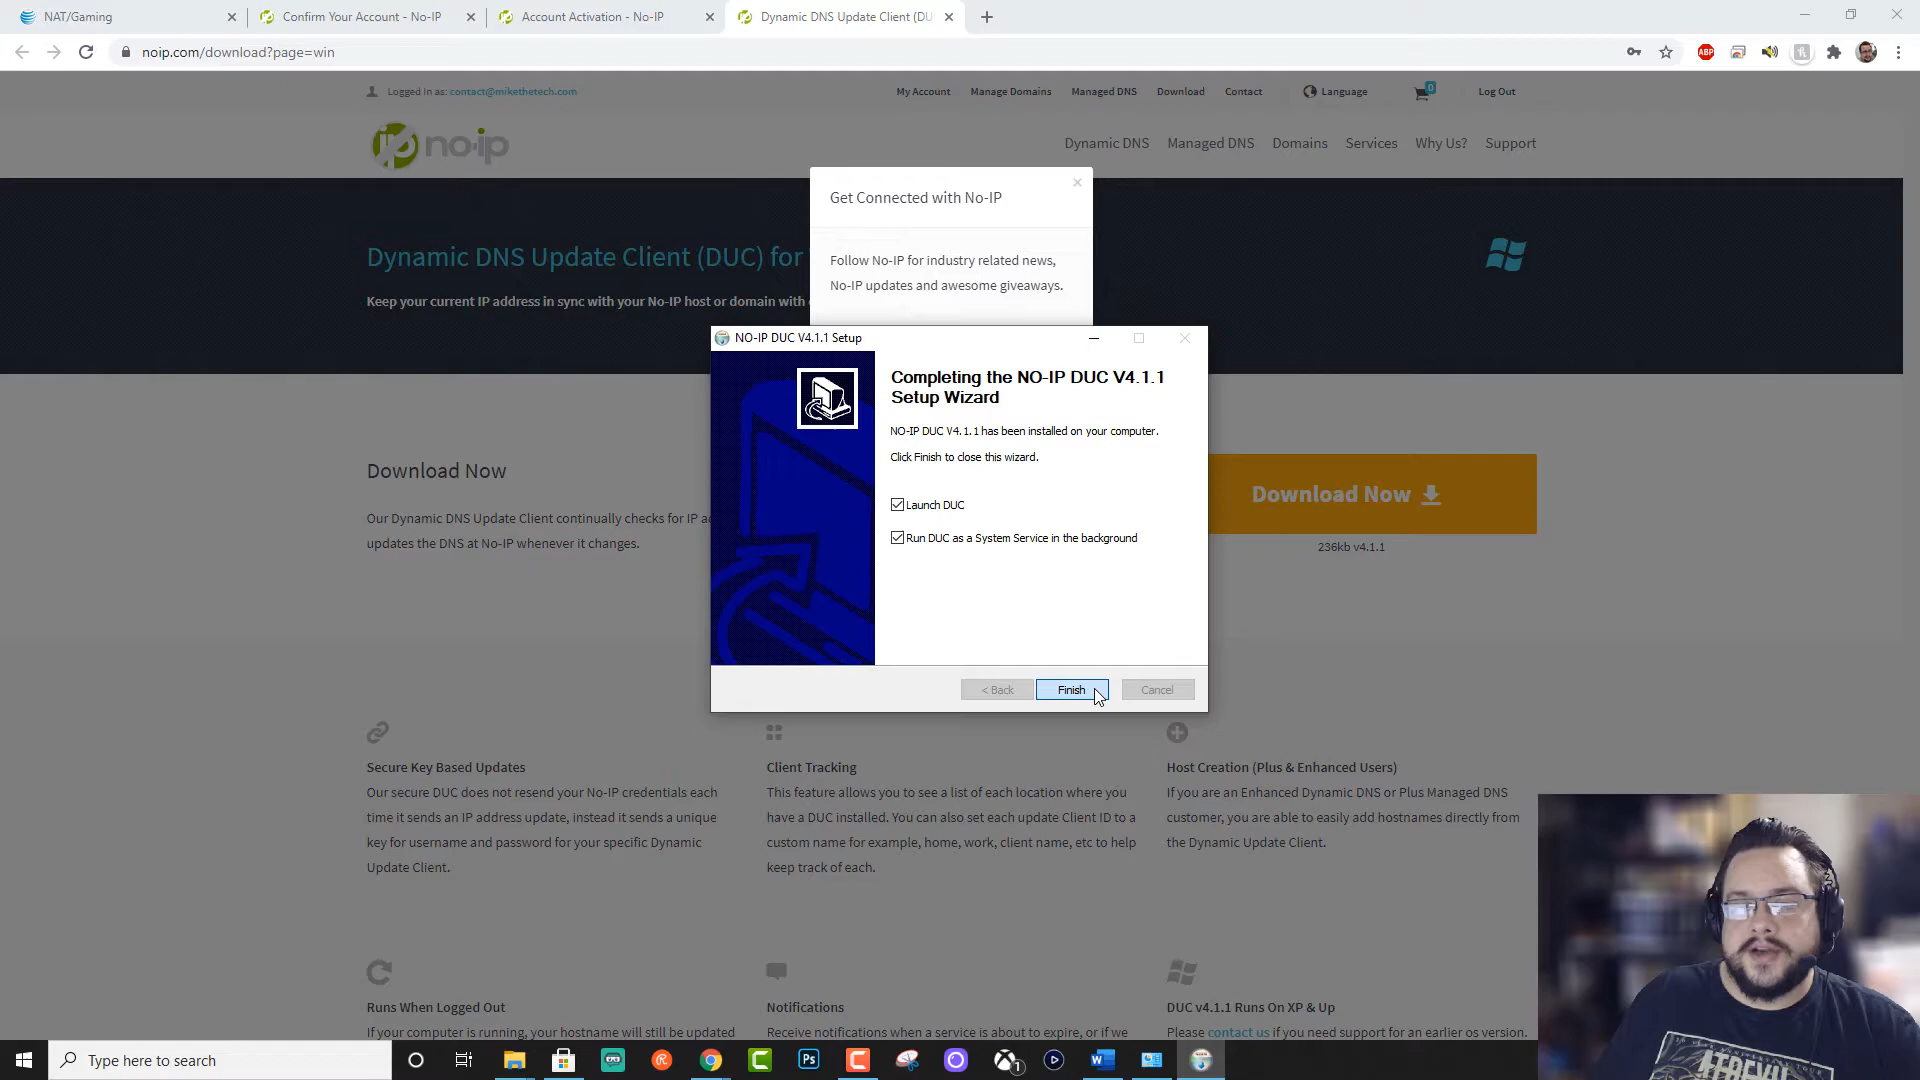 NAT/Gaming
Confirm Your Account - No-IP
Account Activation - No-IP
Dynamic DNS Update Client (DU
noip.com/download?page=win
ABP
Logged In as: contact@mikethetech.com
My Account
Manage Domains
Managed DNS
Download
Contact
Language
0
Log Out
no-ip
Dynamic DNS
Managed DNS
Domains
Services
Why Us?
Support
Get Connected with No-IP
Follow No-IP for industry related news,
No-IP updates and awesome giveaways.
Dynamic DNS Update Client (DUC) for
Keep your current IP address in sync with your No-IP host or domain with
NO-IP DUC V4.1.1 Setup
Completing the NO-IP DUC V4.1.1
Setup Wizard
NO-IP DUC V4.1.1 has been installed on your computer.
Click Finish to close this wizard.
Launch DUC
Run DUC as a System Service in the background
< Back
Finish
Cancel
Download Now
Our Dynamic DNS Update Client continually checks for IP
updates the DNS at No-IP whenever it changes.
Download Now
236kb v4.1.1
Secure Key Based Updates
Our secure DUC does not resend your No-IP credentials each
time it sends an IP address update, instead it sends a unique
key for username and password for your specific Dynamic
Update Client.
Client Tracking
This feature allows you to see a list of each location where you
have a DUC installed. You can also set each update Client ID to a
custom name for example, home, work, client name, etc to help
keep track of each.
Host Creation (Plus & Enhanced Users)
If you are an Enhanced Dynamic DNS or Plus Managed DNS
customer, you are able to easily add hostnames directly from
the Dynamic Update Client.
Runs When Logged Out
If your computer is running, your hostname will still be updated
Notifications
Receive notifications when a service is about to expire, or if we
DUC v4.1.1 Runs On XP & Up
Please contact us if you need support for an earlier os version.
Type here to search
Ps
1